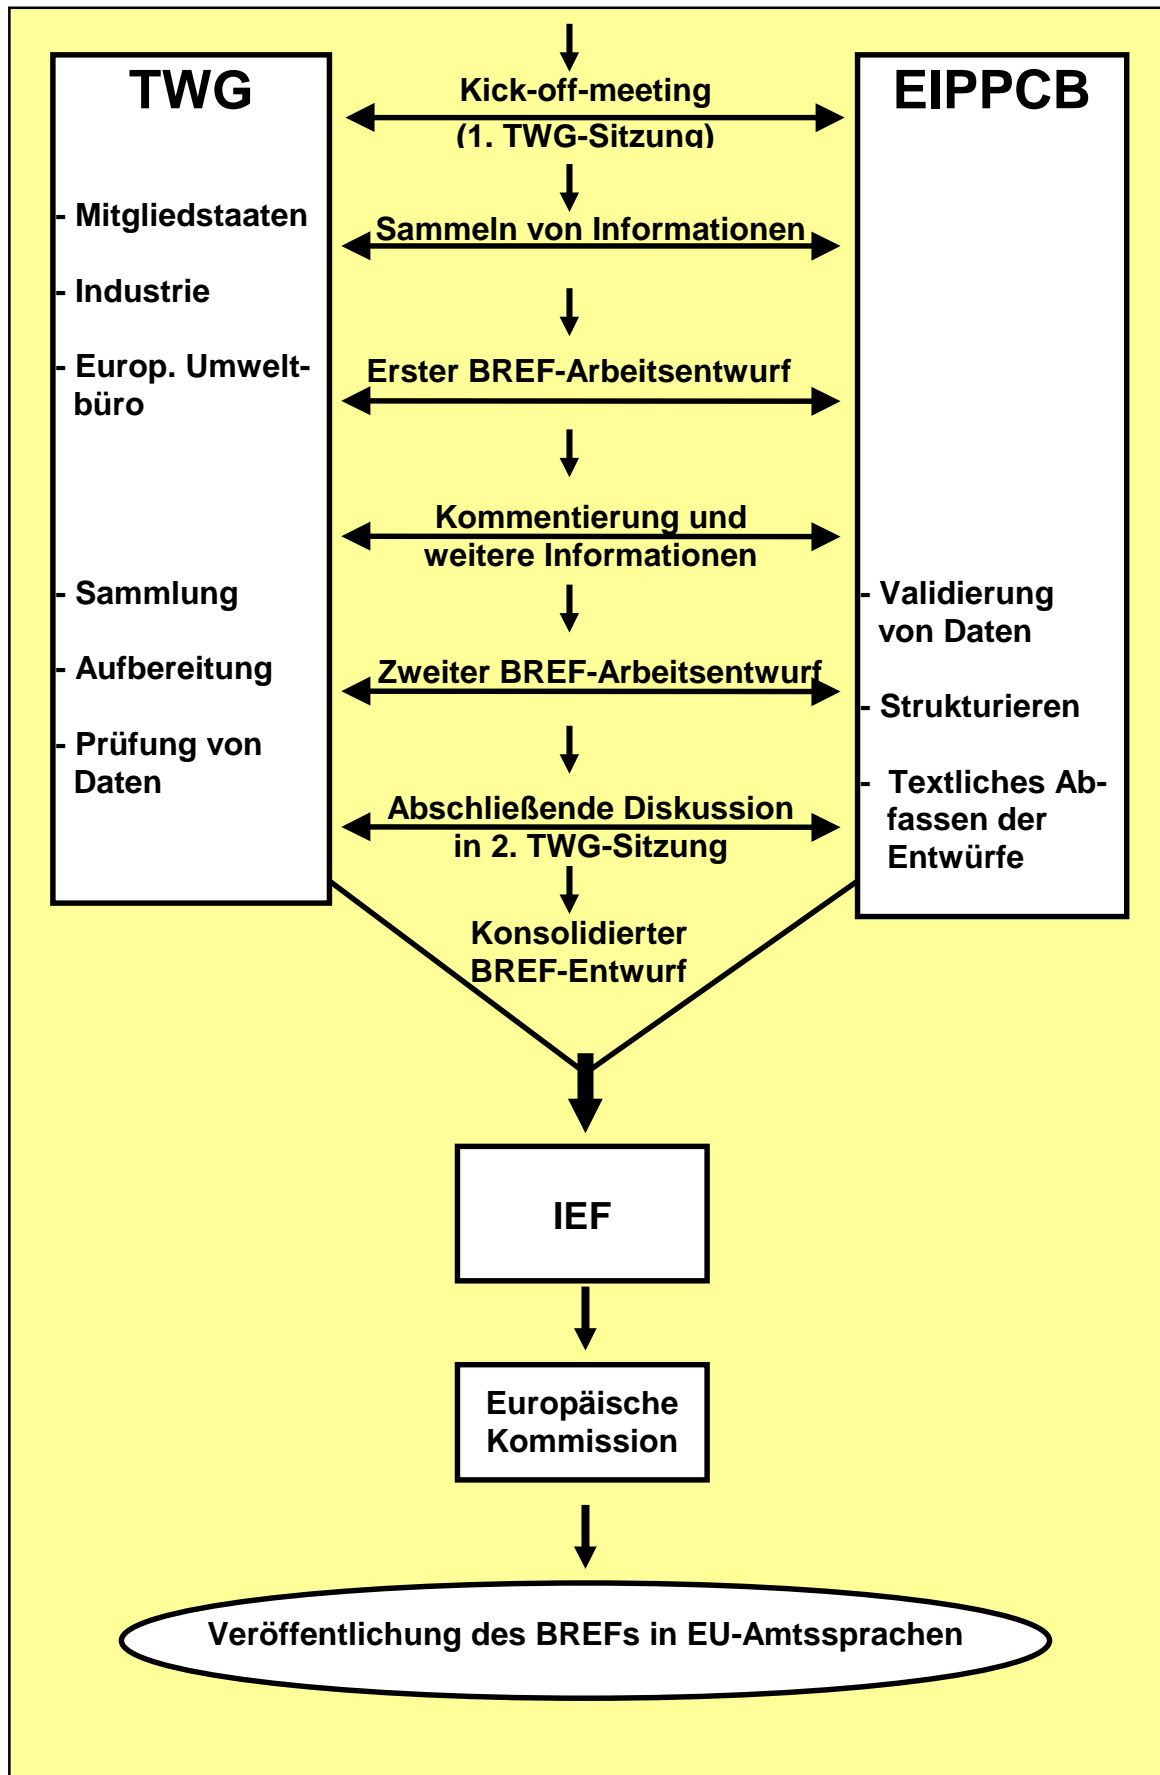 TWG
- Mitgliedstaaten
- Industrie
- Europ. Umwelt-
büro
- Sammlung
- Aufbereitung
- Prüfung von
Daten
Kick-off-meeting
(1. TWG-Sitzung)
Sammeln von Informationen
Erster BREF-Arbeitsentwurf
Kommentierung und
weitere Informationen
Zweiter BREF-Arbeitsentwurf
Abschließende Diskussion
in 2. TWG-Sitzung
Konsolidierter
BREF-Entwurf
EIPPCB
- Validierung
von Daten
- Strukturieren
- Textliches Ab-
fassen der
Entwürfe
IEF
Europäische
Kommission
Veröffentlichung des BREFs in EU-Amtssprachen